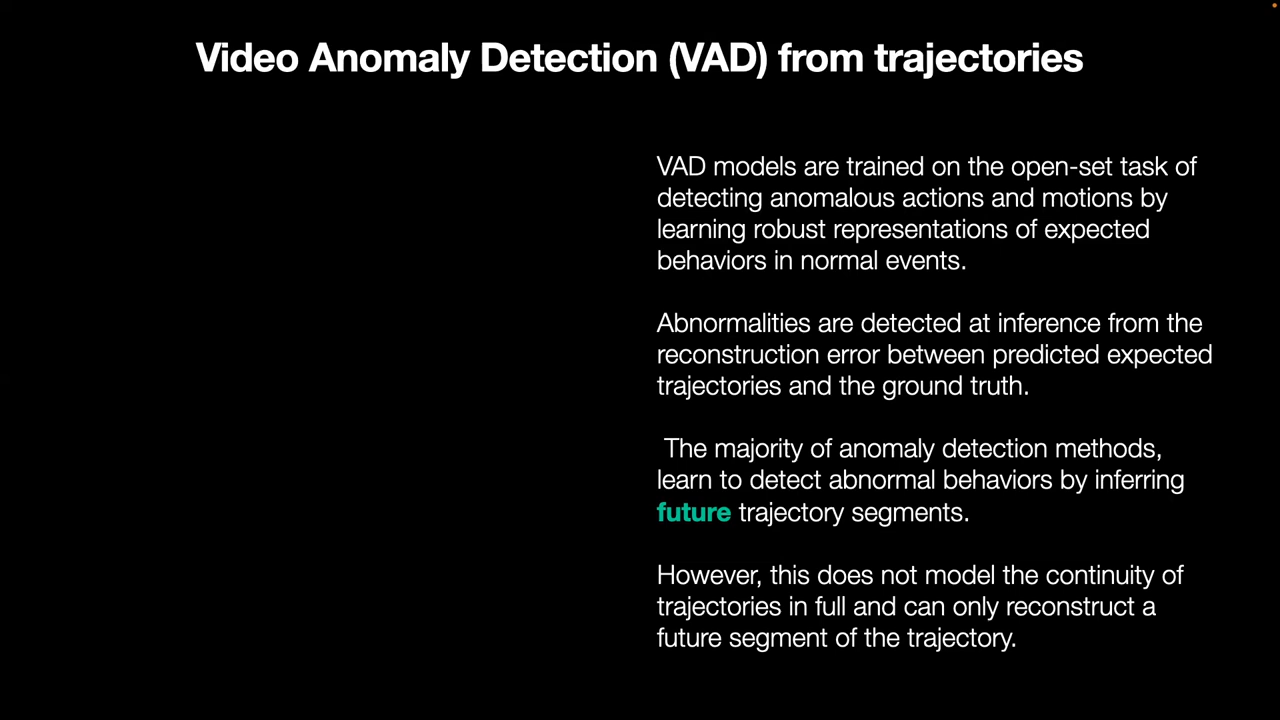 Video Anomaly Detection (VAD) from trajectories
VAD models are trained on the open-set task of
detecting anomalous actions and motions by
learning robust representations of expected
behaviors in normal events.
Abnormalities are detected at inference from the
reconstruction error between predicted expected
trajectories and the ground truth.
The majority of anomaly detection methods,
learn to detect abnormal behaviors by inferring
future trajectory segments.
However, this does not model the continuity of
trajectories in full and can only reconstruct a
future segment of the trajectory.